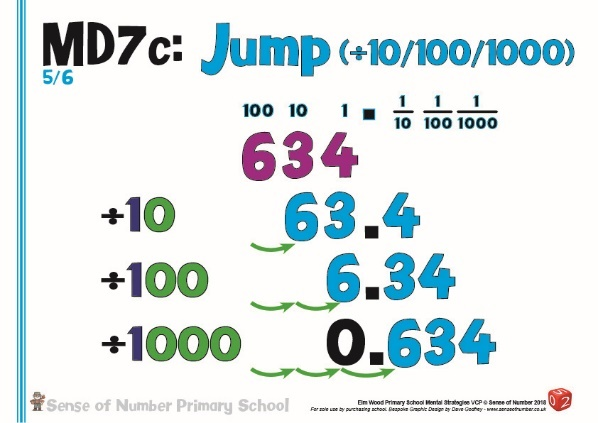 MD7c: Jump (÷10/100/1000)
5/6
100 10 1 . 1/10 1/100 1/1000
634
÷10 63.4
÷100 6.34
÷1000 0.634
Sense of Number Primary School
Elm Wood Primary School Mental Strategies VCP © Sense of Number 2018
For sole use by purchasing school. Bespoke Graphic Design by Dave Godfrey - www.senseofnumber.co.uk
02